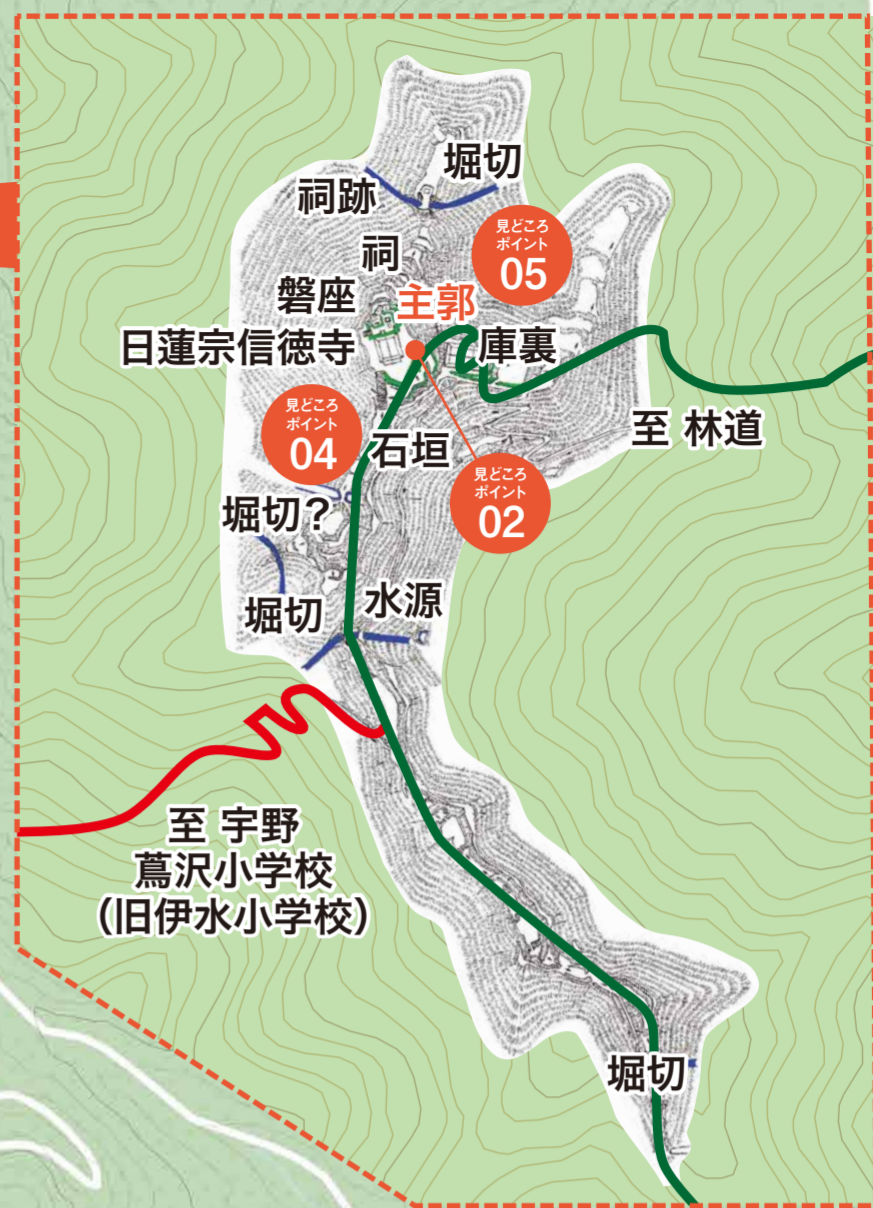 堀切
祠跡
見どころ
ポイント
05
祠
磐座
主郭
日蓮宗信徳寺
庫裏
見どころ
ポイント
04
至 林道
石垣
見どころ
ポイント
02
堀切?
水源
堀切
至 宇野
蔦沢小学校
(旧伊水小学校)
堀切